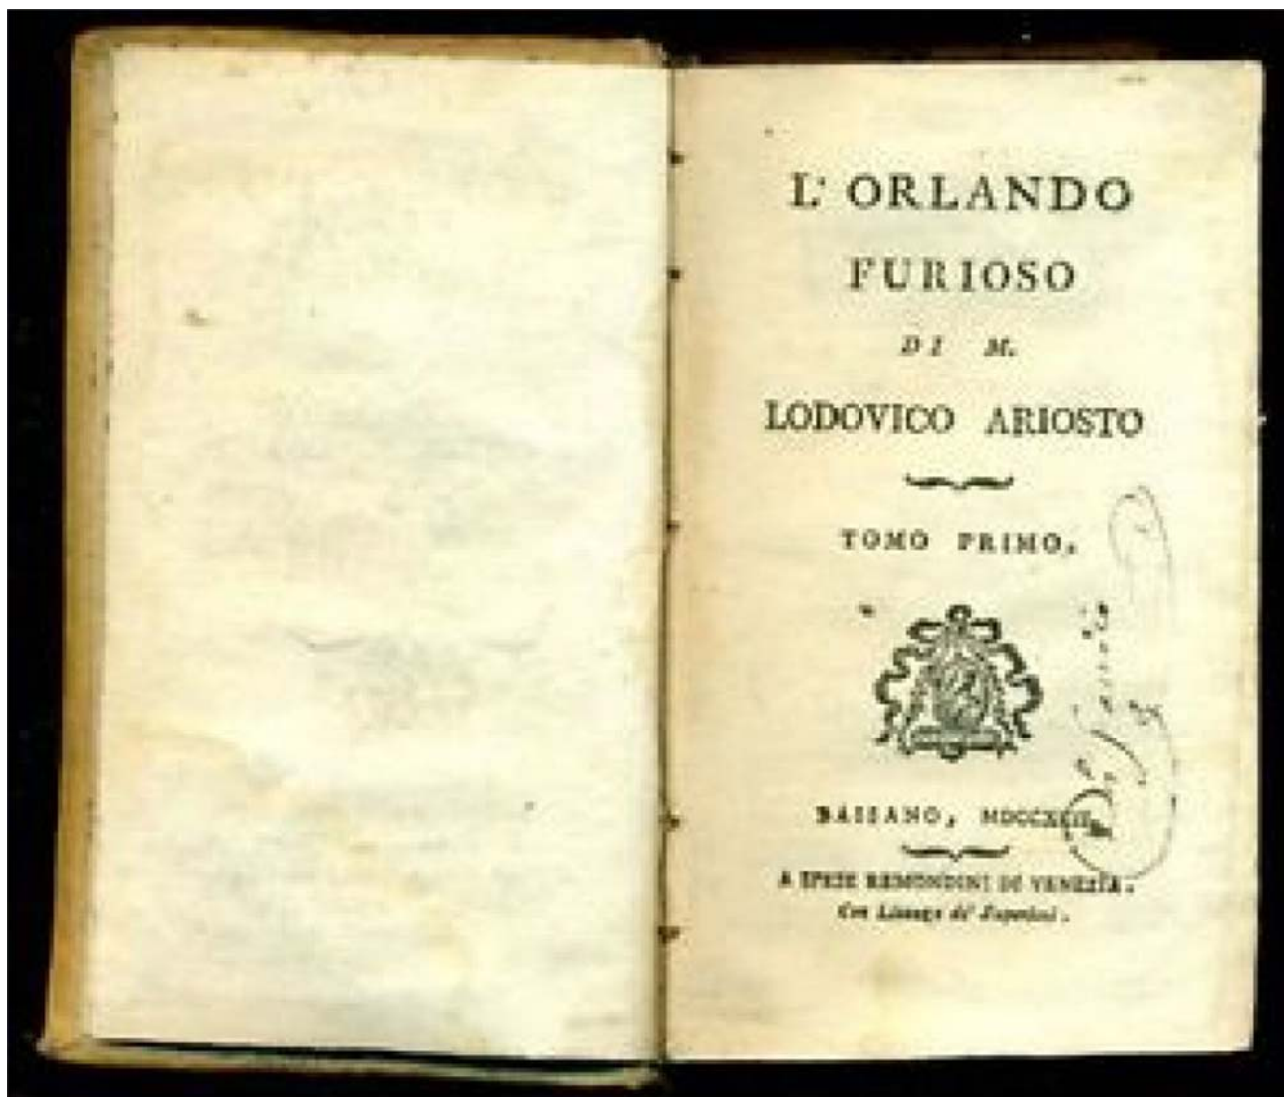 L' ORLANDO
FURIOSO
DI M.
LODOVICO ARIOSTO
TOMO PRIMO.
BASSANO,
A SPESE REMONDINI DI VENEZIA.
Con Licenza de' Superiori.